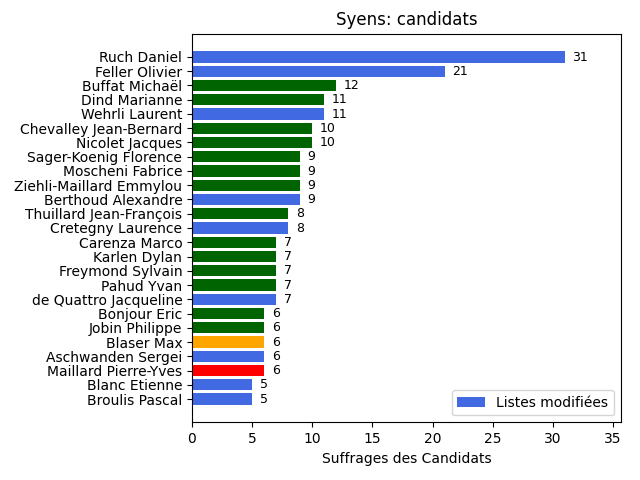 Syens: candidats
Ruch Daniel 31
Feller Olivier 21
Buffat Michaël 12
Dind Marianne 11
Wehrli Laurent 11
Chevalley Jean-Bernard 10
Nicolet Jacques 10
Sager-Koenig Florence 9
Moscheni Fabrice 9
Ziehli-Maillard Emmylou 9
Berthoud Alexandre 9
Thuillard Jean-François 8
Cretegny Laurence 8
Carenza Marco 7
Karlen Dylan 7
Freymond Sylvain 7
Pahud Yvan 7
de Quattro Jacqueline 7
Bonjour Eric 6
Jobin Philippe 6
Blaser Max 6
Aschwanden Sergei 6
Maillard Pierre-Yves 6
Blanc Etienne 5
Broulis Pascal 5
Listes modifiées
0 5 10 15 20 25 30 35
Suffrages des Candidats